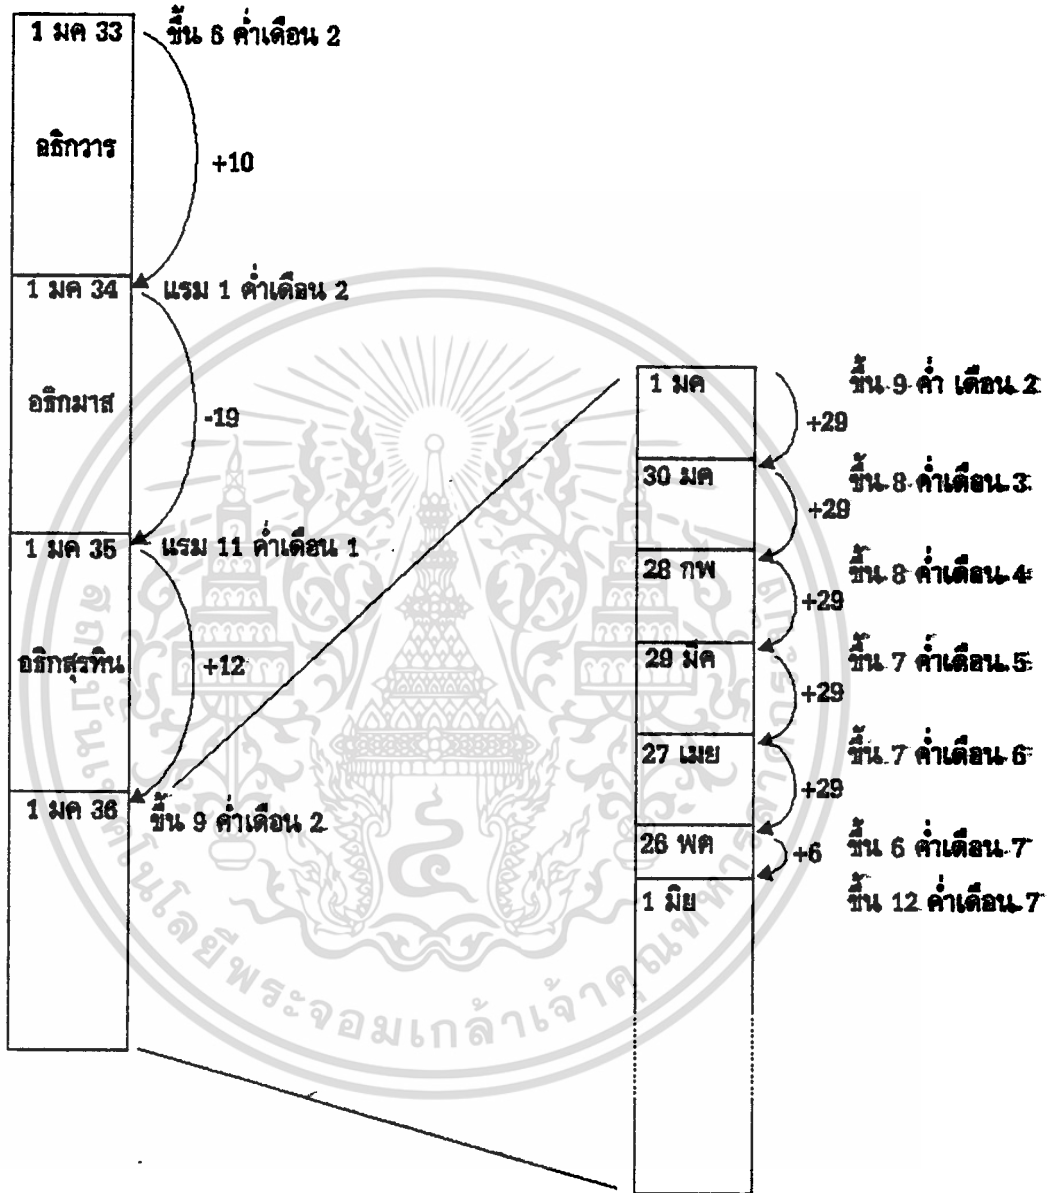 1 มค 33 ขึ้น 6 ค่ำเดือน 2
อธิกวาร
+10
1 มค 34 แรม 1 ค่ำเดือน 2
อธิกมาส
-19
1 มค 35 แรม 11 ค่ำเดือน 1
อธิกสุรทิน
+12
1 มค 36 ขึ้น 9 ค่ำเดือน 2
1 มค ขึ้น 9 ค่ำ เดือน 2
+29
30 มค ขึ้น 8 ค่ำเดือน 3
+29
28 กพ ขึ้น 8 ค่ำเดือน 4
+29
29 มีค ขึ้น 7 ค่ำเดือน 5
+29
27 เมย ขึ้น 7 ค่ำเดือน 6
+29
26 พค ขึ้น 6 ค่ำเดือน 7
+6
1 มิย ขึ้น 12 ค่ำเดือน 7